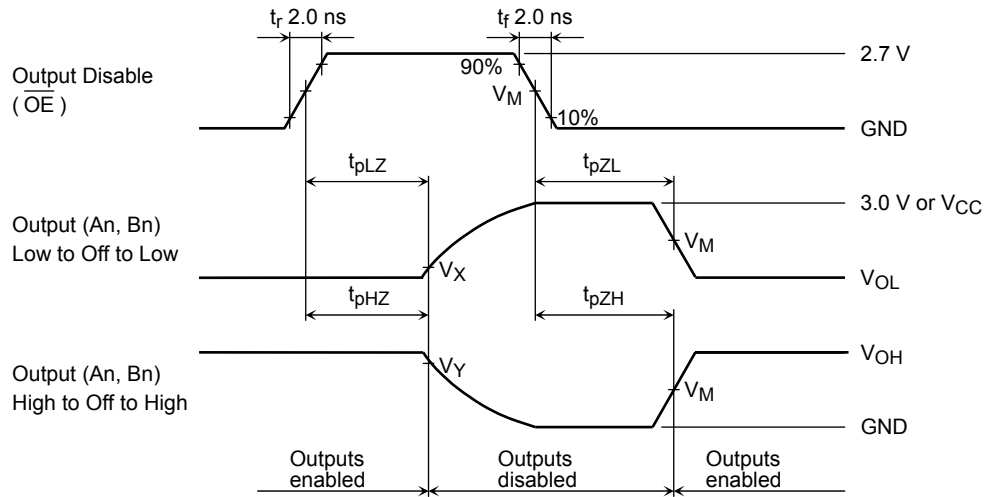 tr 2.0 ns
tf 2.0 ns
Output Disable
( OE )
90%
VM
10%
2.7 V
GND
tpLZ
tpZL
Output (An, Bn)
Low to Off to Low
VX
VM
3.0 V or VCC
VOL
tpHZ
tpZH
Output (An, Bn)
High to Off to High
VY
VM
VOH
GND
Outputs
enabled
Outputs
disabled
Outputs
enabled